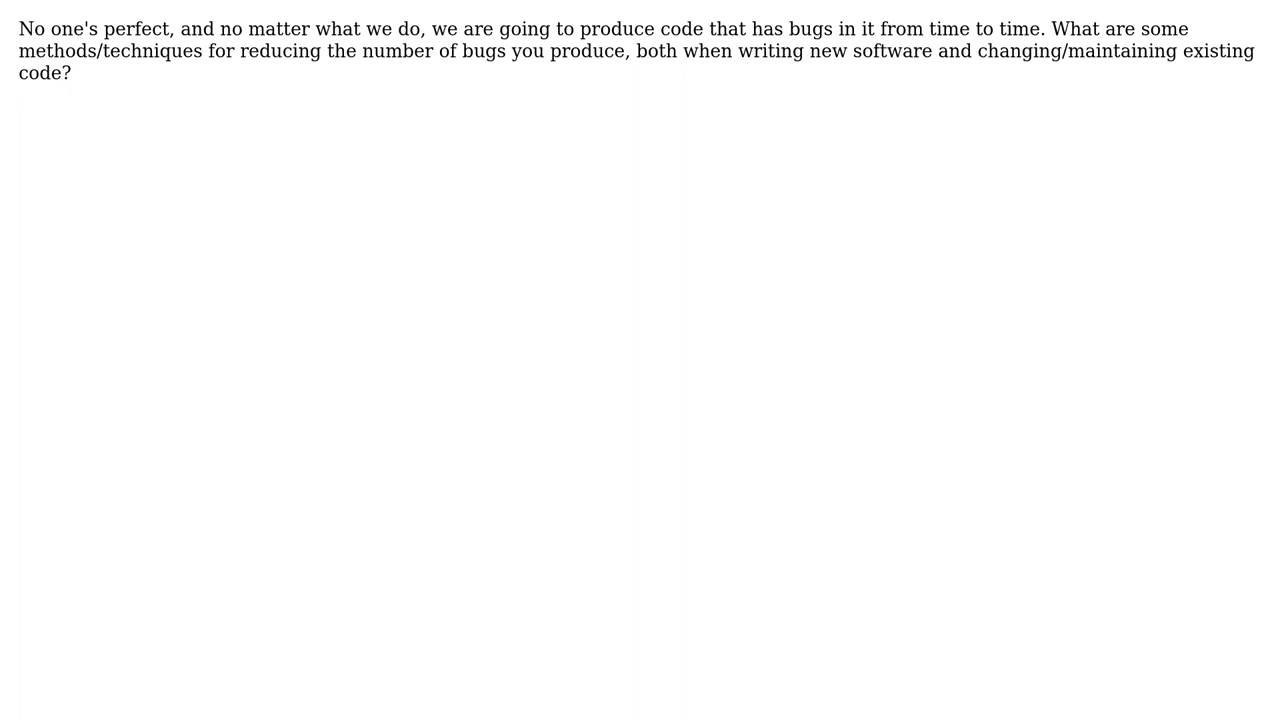 No one's perfect, and no matter what we do, we are going to produce code that has bugs in it from time to time. What are some
methods/techniques for reducing the number of bugs you produce, both when writing new software and changing/maintaining existing
code?